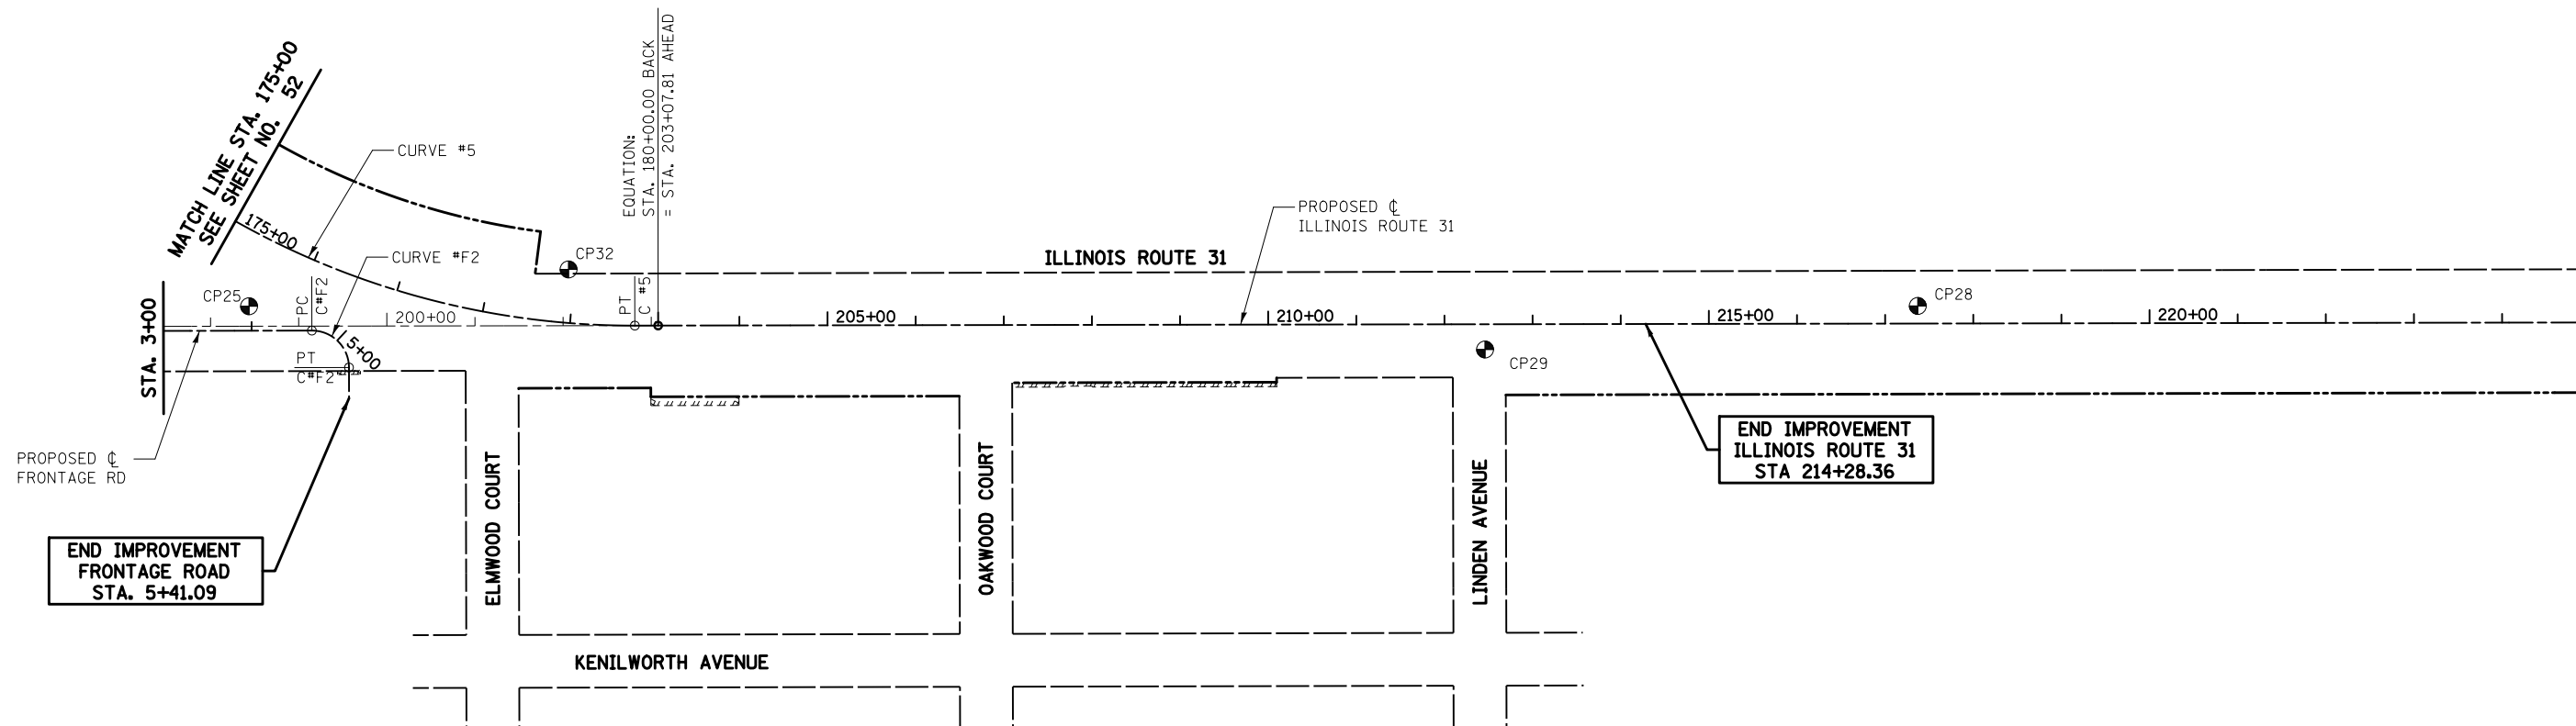 MATCH LINE STA. 175+00
SEE SHEET NO. 52
CURVE #5
175+00
CURVE #F2
EQUATION:
STA. 180+00.00 BACK
= STA. 203+07.81 AHEAD
CP32
PROPOSED ℄
ILLINOIS ROUTE 31
ILLINOIS ROUTE 31
CP25
PC
C#F2
PT
C #5
CP28
STA. 3+00
200+00
205+00
210+00
215+00
220+00
5+00
PT
C#F2
CP29
PROPOSED ℄
FRONTAGE RD
END IMPROVEMENT
ILLINOIS ROUTE 31
STA 214+28.36
ELMWOOD COURT
OAKWOOD COURT
LINDEN AVENUE
END IMPROVEMENT
FRONTAGE ROAD
STA. 5+41.09
KENILWORTH AVENUE